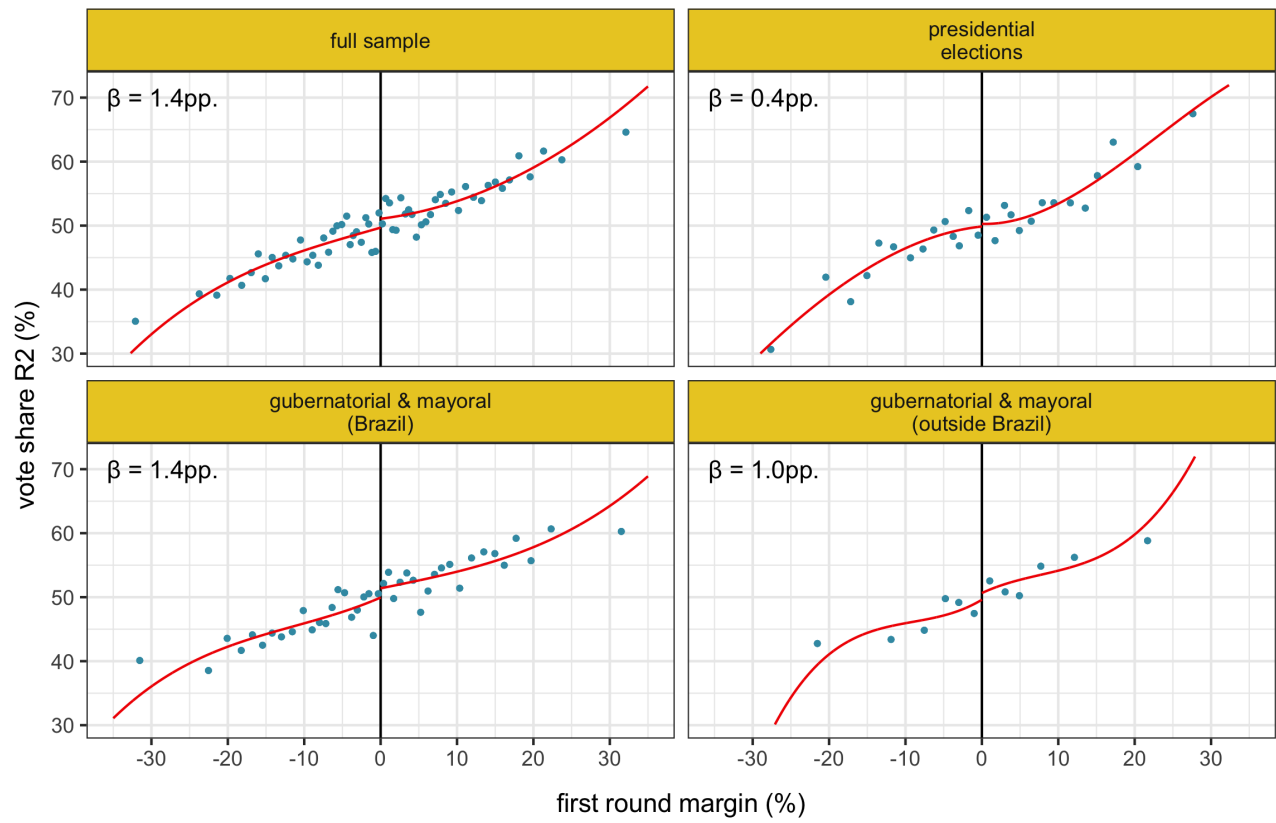 full sample
presidential
elections
β = 1.4pp.
β = 0.4pp.
70
60
50
40
30
gubernatorial & mayoral
(Brazil)
gubernatorial & mayoral
(outside Brazil)
β = 1.4pp.
β = 1.0pp.
70
60
50
40
30
vote share R2 (%)
-30 -20 -10 0 10 20 30
-30 -20 -10 0 10 20 30
first round margin (%)